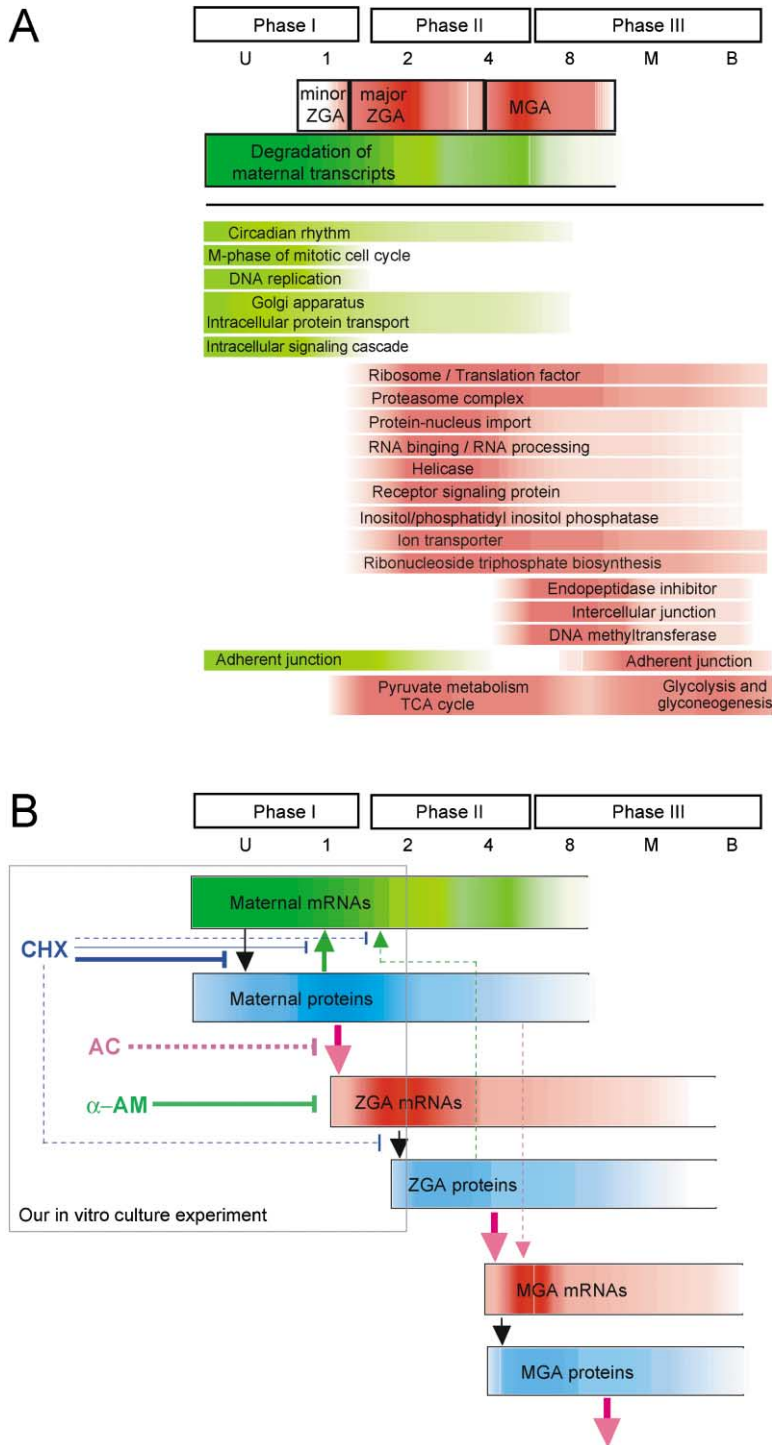 A
Phase I Phase II Phase III
U 1 2 4 8 M B
minor ZGA
major ZGA
MGA
Degradation of
maternal transcripts
Circadian rhythm
M-phase of mitotic cell cycle
DNA replication
Golgi apparatus
Intracellular protein transport
Intracellular signaling cascade
Ribosome / Translation factor
Proteasome complex
Protein-nucleus import
RNA binging / RNA processing
Helicase
Receptor signaling protein
Inositol/phosphatidyl inositol phosphatase
Ion transporter
Ribonucleoside triphosphate biosynthesis
Endopeptidase inhibitor
Intercellular junction
DNA methyltransferase
Adherent junction Adherent junction
Pyruvate metabolism
TCA cycle
Glycolysis and
glyconeogenesis
B
Phase I Phase II Phase III
U 1 2 4 8 M B
Maternal mRNAs
CHX
Maternal proteins
AC
α–AM
ZGA mRNAs
ZGA proteins
Our in vitro culture experiment
MGA mRNAs
MGA proteins